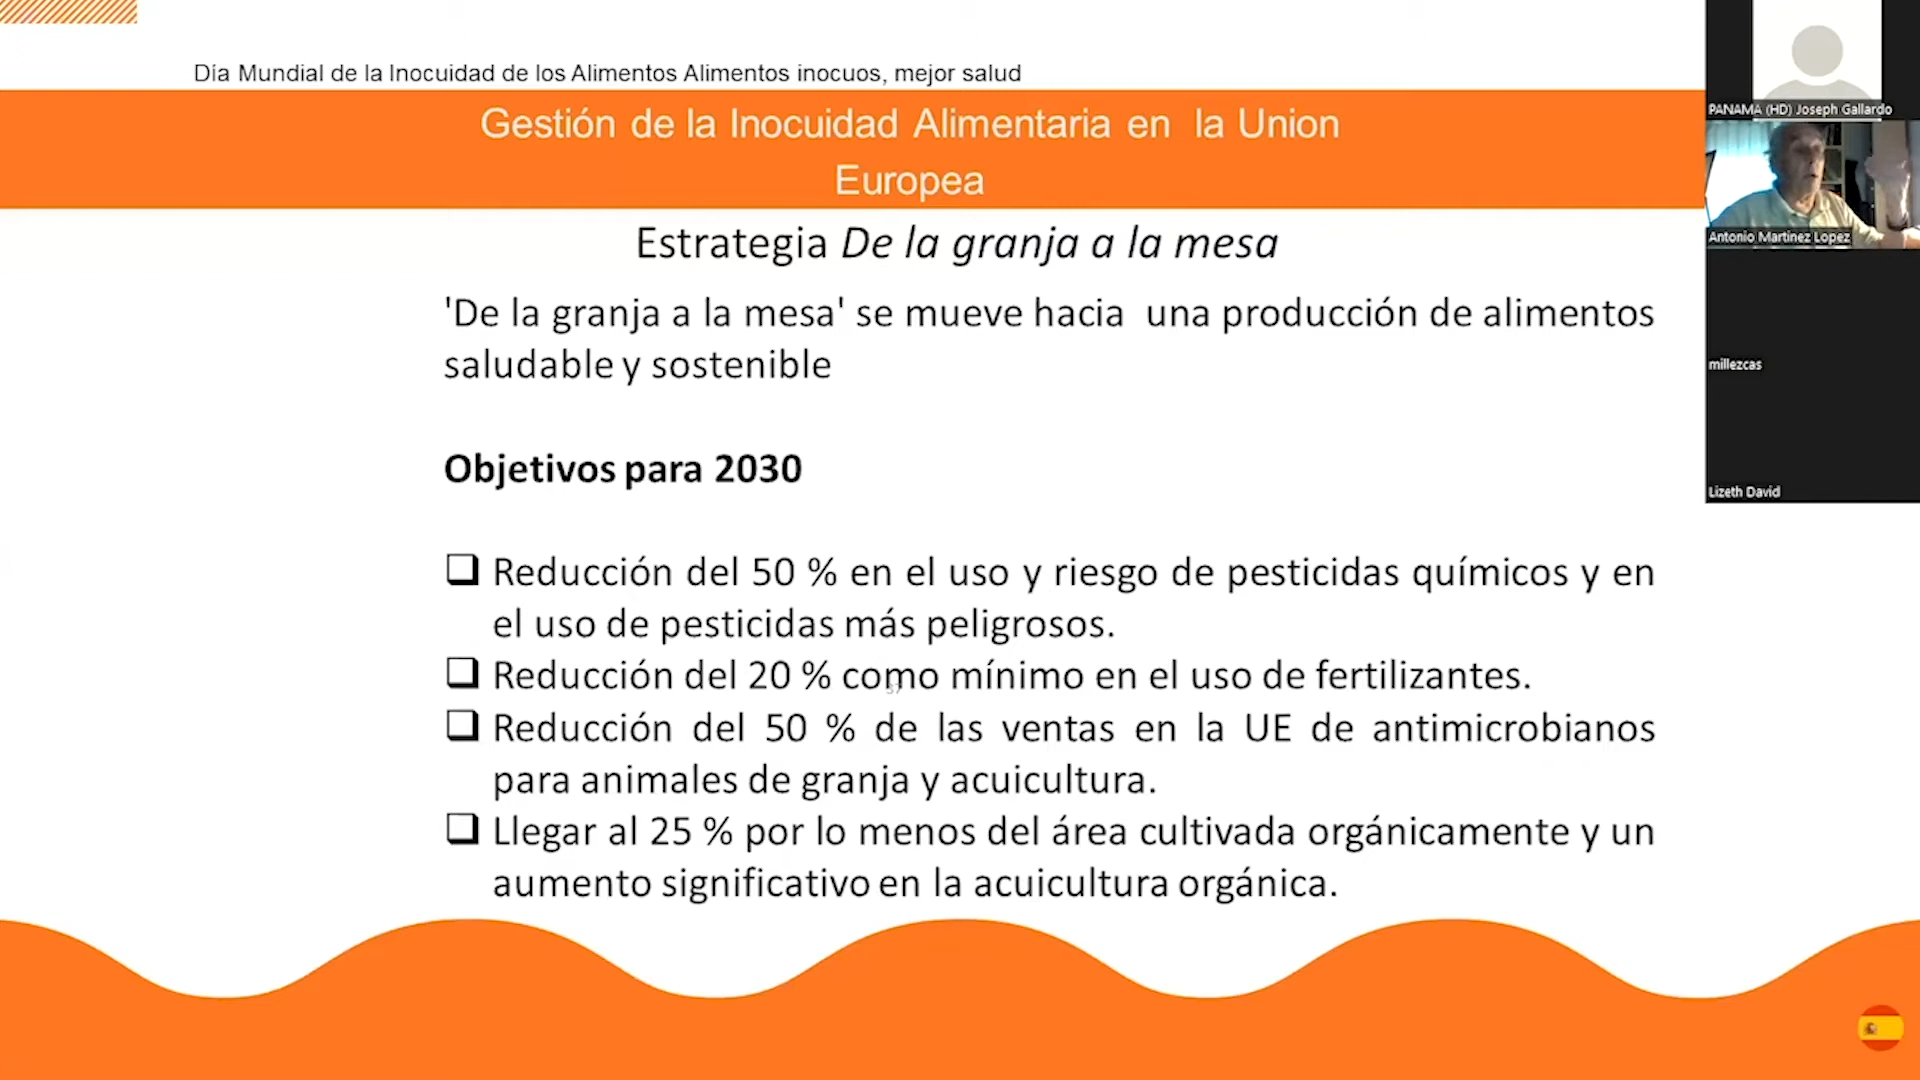 Día Mundial de la Inocuidad de los Alimentos Alimentos inocuos, mejor salud
Gestión de la Inocuidad Alimentaria en la Union
Europea
Estrategia De la granja a la mesa
'De la granja a la mesa' se mueve hacia una producción de alimentos
saludable y sostenible
Objetivos para 2030
Reducción del 50 % en el uso y riesgo de pesticidas químicos y en
el uso de pesticidas más peligrosos.
Reducción del 20 % como mínimo en el uso de fertilizantes.
37
Reducción del 50 % de las ventas en la UE de antimicrobianos
para animales de granja y acuicultura.
Llegar al 25 % por lo menos del área cultivada orgánicamente y un
aumento significativo en la acuicultura orgánica.
PANAMA (HD) Joseph Gallardo
Antonio Martinez Lopez
millezcas
Lizeth David